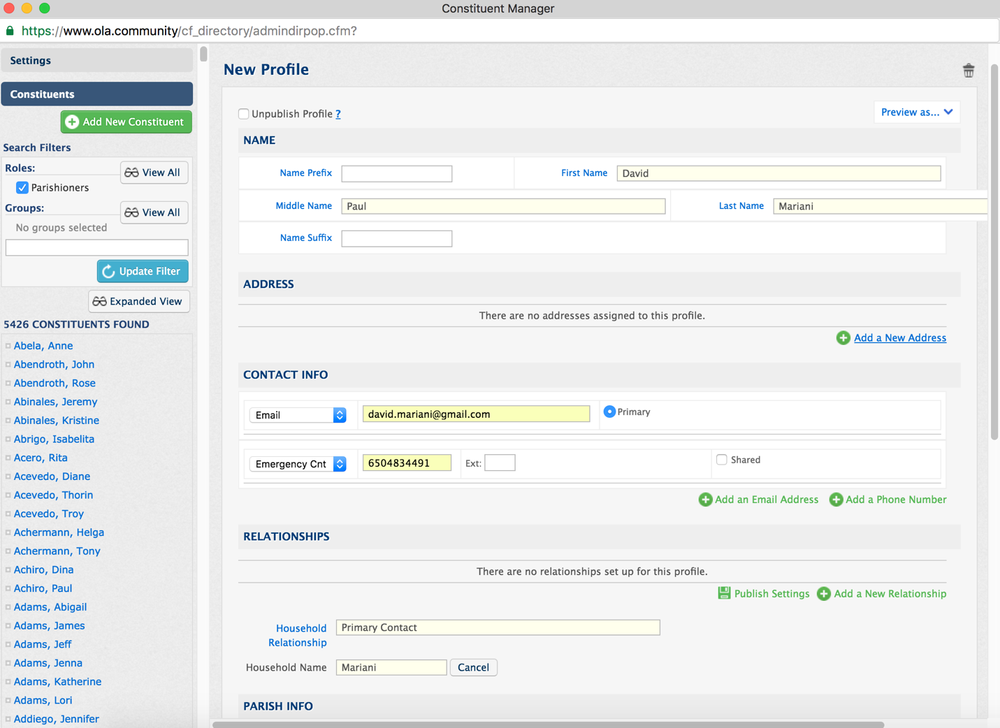 Constituent Manager
https://www.ola.community/cf_directory/admindirpop.cfm?
Settings
Constituents
Add New Constituent
Search Filters
Roles:
View All
Parishioners
Groups:
View All
No groups selected
Update Filter
Expanded View
5426 CONSTITUENTS FOUND
Abela, Anne
Abendroth, John
Abendroth, Rose
Abinales, Jeremy
Abinales, Kristine
Abrigo, Isabelita
Acero, Rita
Acevedo, Diane
Acevedo, Thorin
Acevedo, Troy
Achermann, Helga
Achermann, Tony
Achiro, Dina
Achiro, Paul
Adams, Abigail
Adams, James
Adams, Jeff
Adams, Jenna
Adams, Katherine
Adams, Lori
Addiego, Jennifer
New Profile
Unpublish Profile ?
Preview as...
NAME
Name Prefix
First Name David
Middle Name Paul
Last Name Mariani
Name Suffix
ADDRESS
There are no addresses assigned to this profile.
Add a New Address
CONTACT INFO
Email david.mariani@gmail.com Primary
Emergency Cnt 6504834491 Ext: Shared
Add an Email Address Add a Phone Number
RELATIONSHIPS
There are no relationships set up for this profile.
Publish Settings Add a New Relationship
Household
Relationship
Primary Contact
Household Name Mariani Cancel
PARISH INFO